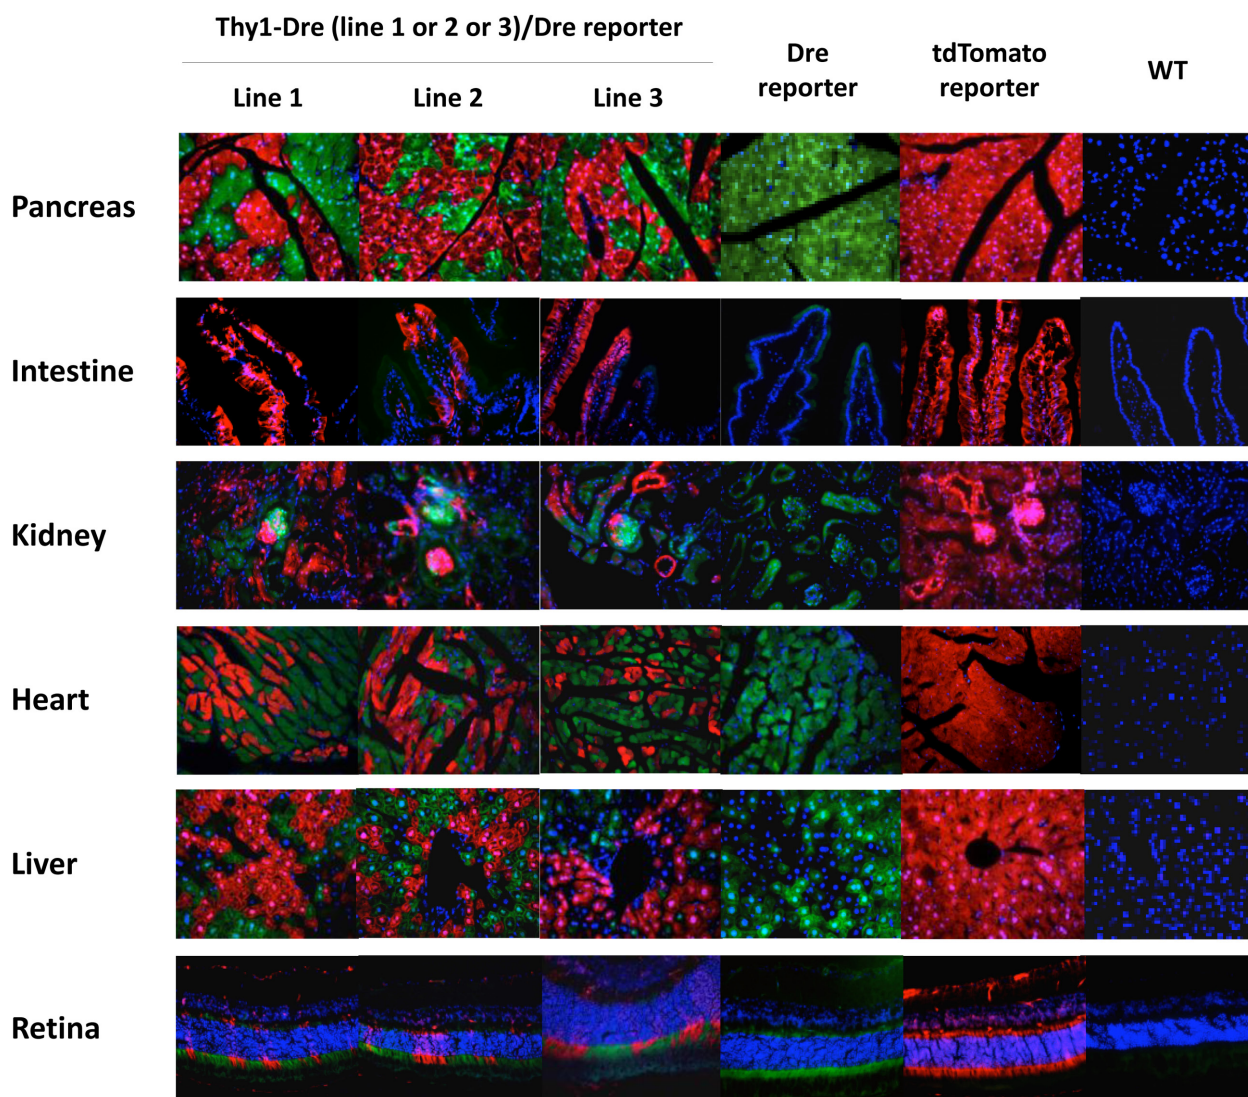 Thy1-Dre (line 1 or 2 or 3)/Dre reporter
Line 1
Line 2
Line 3
Dre
reporter
tdTomato
reporter
WT
Pancreas
Intestine
Kidney
Heart
Liver
Retina